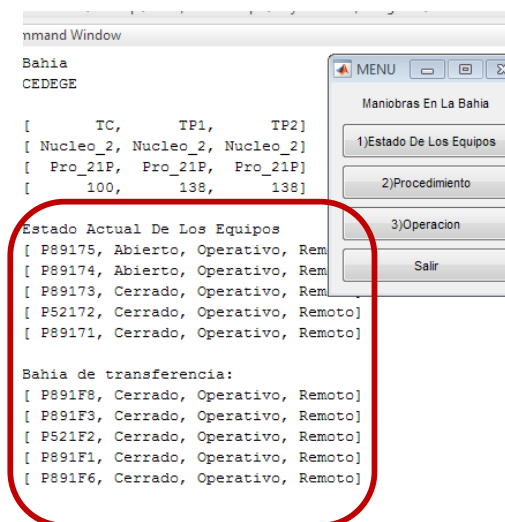 mmand Window
Bahia
CEDEGE
[ TC, TP1, TP2]
[ Nucleo_2, Nucleo_2, Nucleo_2]
[ Pro_21P, Pro_21P, Pro_21P]
[ 100, 138, 138]
Estado Actual De Los Equipos
[ P89175, Abierto, Operativo, Rem
[ P89174, Abierto, Operativo, Rem
[ P89173, Cerrado, Operativo, Rem
[ P52172, Cerrado, Operativo, Remoto]
[ P89171, Cerrado, Operativo, Remoto]
Bahia de transferencia:
[ P891F8, Cerrado, Operativo, Remoto]
[ P891F3, Cerrado, Operativo, Remoto]
[ P521F2, Cerrado, Operativo, Remoto]
[ P891F1, Cerrado, Operativo, Remoto]
[ P891F6, Cerrado, Operativo, Remoto]
MENU
Maniobras En La Bahia
1)Estado De Los Equipos
2)Procedimiento
3)Operacion
Salir